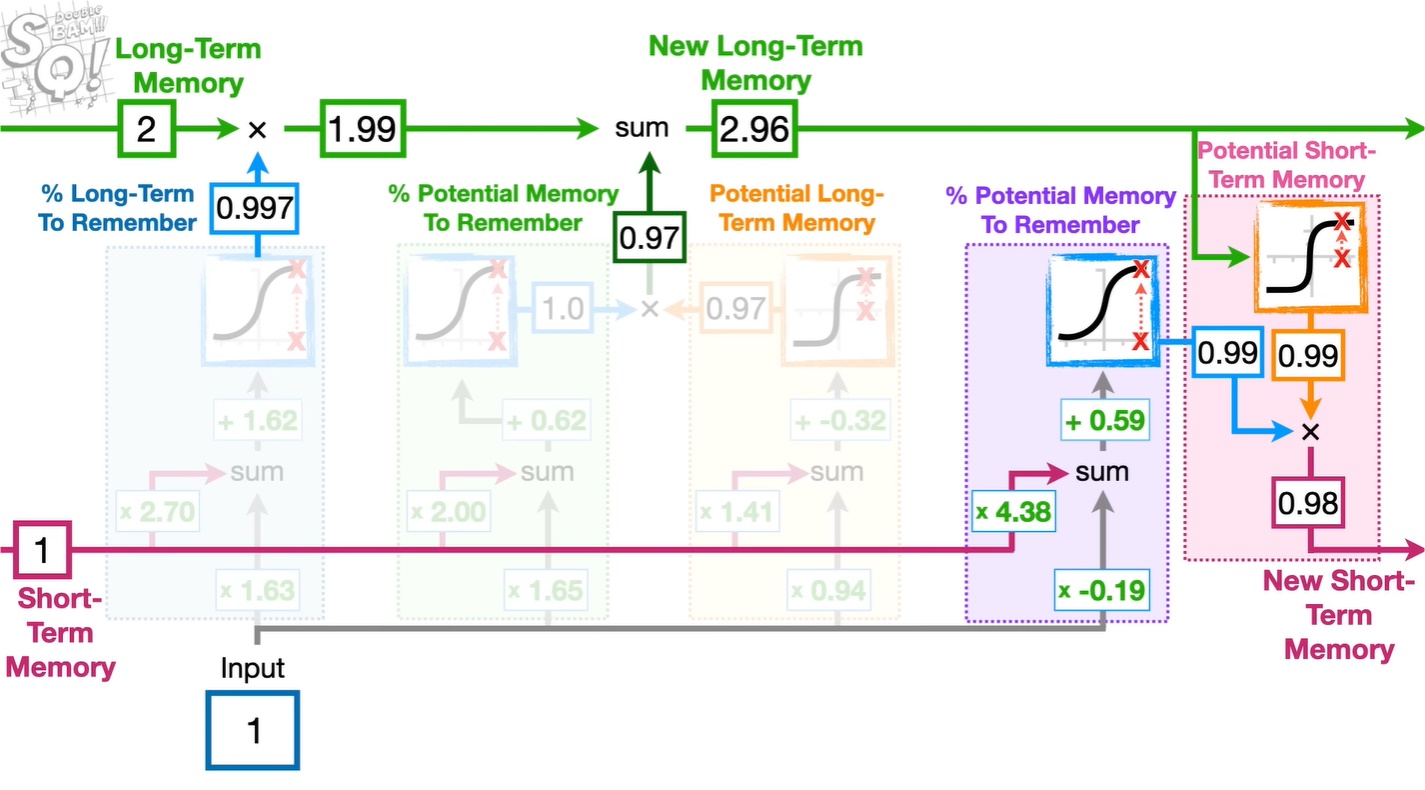 DOUBLE
BAM!!!
SQ!
Long-Term
Memory
New Long-Term
Memory
2
×
1.99
sum
2.96
Potential Short-
Term Memory
% Long-Term
To Remember
0.997
% Potential Memory
To Remember
0.97
Potential Long-
Term Memory
% Potential Memory
To Remember
X
X
X
X
1.0
×
0.97
X
X
X
X
X
X
0.99
0.99
×
+ 1.62
+ 0.62
+ -0.32
+ 0.59
sum
sum
sum
sum
x 2.70
x 2.00
x 1.41
x 4.38
0.98
1
Short-
Term
Memory
x 1.63
x 1.65
x 0.94
x -0.19
New Short-
Term
Memory
Input
1